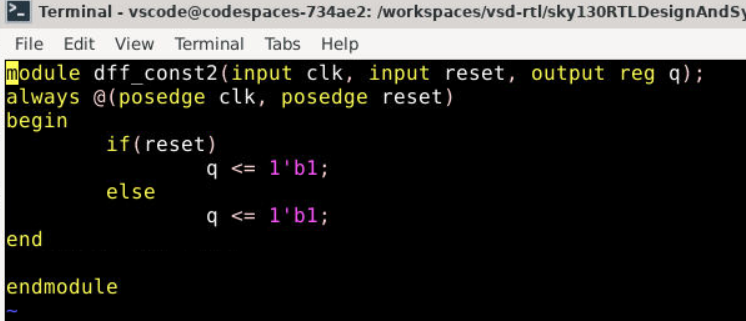 Terminal - vscode@codespaces-734ae2: /workspaces/vsd-rtl/sky130RTLDesignAndSy
File Edit View Terminal Tabs Help
module dff_const2(input clk, input reset, output reg q);
always @(posedge clk, posedge reset)
begin
        if(reset)
                q <= 1'b1;
        else
                q <= 1'b1;
end

endmodule
~